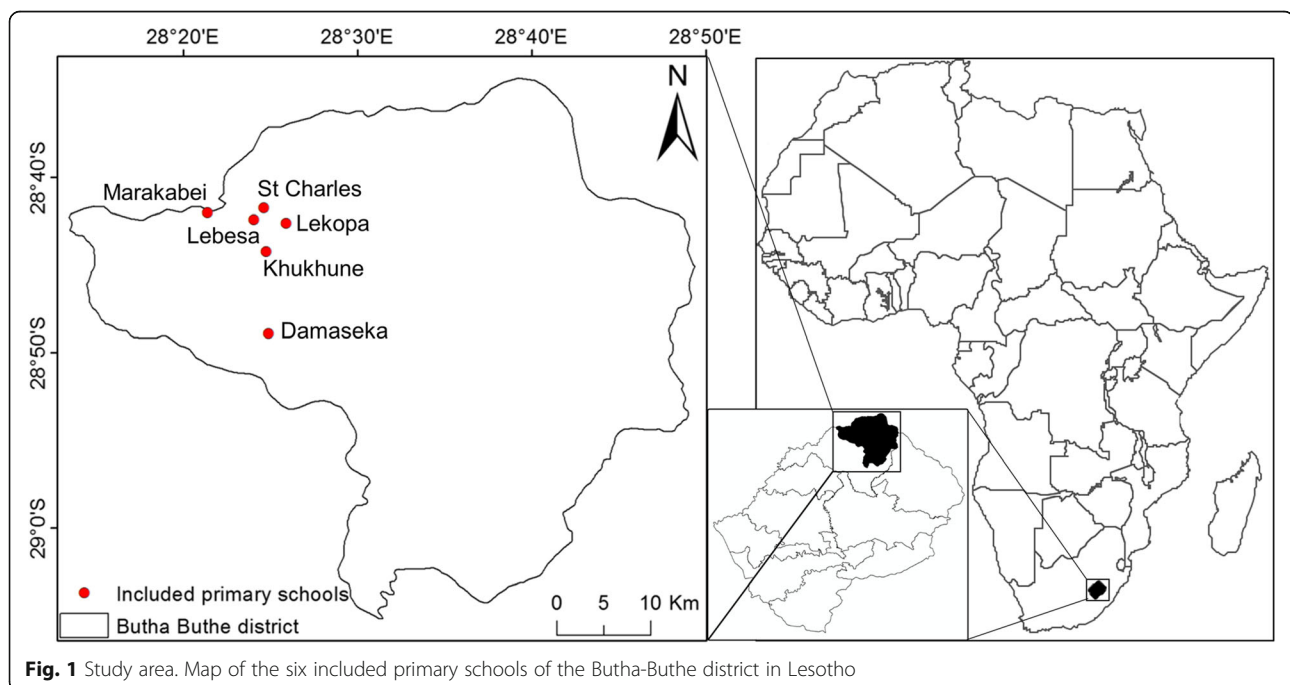 28°20'E 28°30'E 28°40'E 28°50'E
N
28°40'S
Marakabei
St Charles
Lebesa
Lekopa
Khukhune
28°50'S
Damaseka
29°0'S
Included primary schools
Butha Buthe district
0 5 10 Km
Fig. 1 Study area. Map of the six included primary schools of the Butha-Buthe district in Lesotho